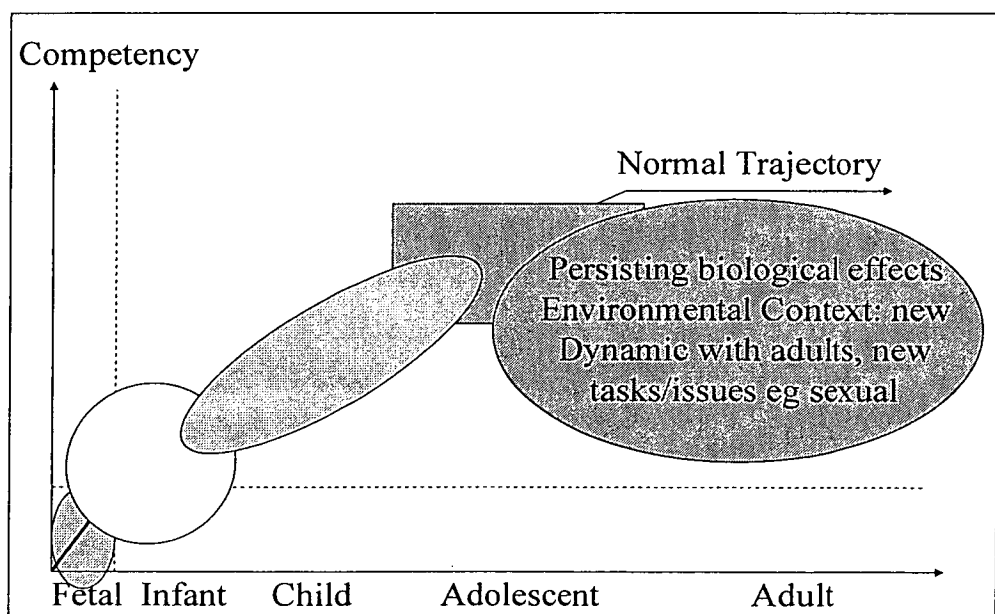 Competency
Normal Trajectory
Persisting biological effects
Environmental Context: new
Dynamic with adults, new
tasks/issues eg sexual
Fetal Infant Child Adolescent Adult